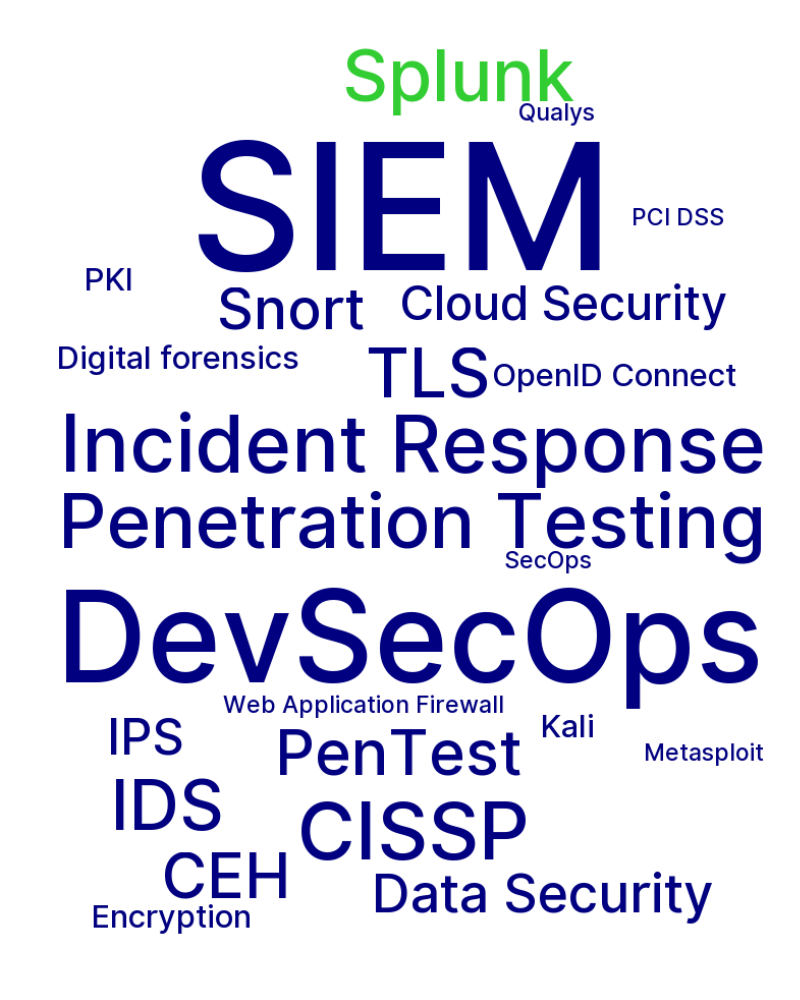 Splunk
Qualys
SIEM
PCI DSS
PKI
Snort
Cloud Security
Digital forensics
TLS
OpenID Connect
Incident Response
Penetration Testing
SecOps
DevSecOps
Web Application Firewall
IPS
Kali
PenTest
Metasploit
IDS
CISSP
CEH
Data Security
Encryption